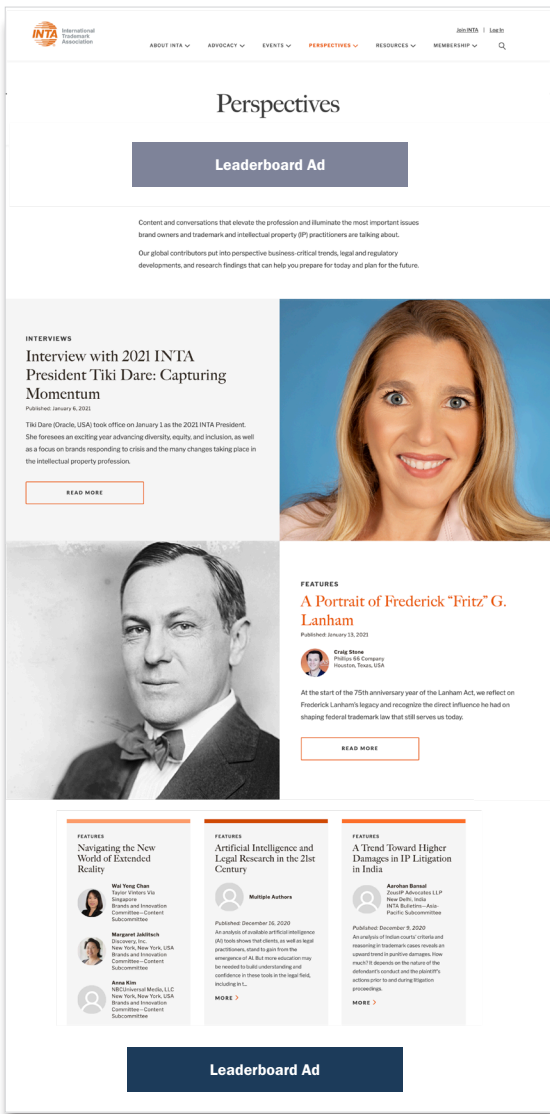 INTA
International
Trademark
Association
Join INTA | Log In
ABOUT INTA
ADVOCACY
EVENTS
PERSPECTIVES
RESOURCES
MEMBERSHIP
Perspectives
Leaderboard Ad
Content and conversations that elevate the profession and illuminate the most important issues
brand owners and trademark and intellectual property (IP) practitioners are talking about.
Our global contributors put into perspective business-critical trends, legal and regulatory
developments, and research findings that can help you prepare for today and plan for the future.
INTERVIEWS
Interview with 2021 INTA
President Tiki Dare: Capturing
Momentum
Published: January 6, 2021
Tiki Dare (Oracle, USA) took office on January 1 as the 2021 INTA President.
She foresees an exciting year advancing diversity, equity, and inclusion, as well
as a focus on brands responding to crisis and the many changes taking place in
the intellectual property profession.
READ MORE
FEATURES
A Portrait of Frederick “Fritz” G.
Lanham
Published: January 13, 2021
Craig Stone
Phillips 66 Company
Houston, Texas, USA
At the start of the 75th anniversary year of the Lanham Act, we reflect on
Frederick Lanham's legacy and recognize the direct influence he had on
shaping federal trademark law that still serves us today.
READ MORE
FEATURES
Navigating the New
World of Extended
Reality
Wai Yeng Chan
Taylor Vinters Via
Singapore
Brands and Innovation
Committee—Content
Subcommittee
Margaret Jaklitsch
Discovery, Inc.
New York, New York, USA
Brands and Innovation
Committee—Content
Subcommittee
Anna Kim
NBCUniversal Media, LLC
New York, New York, USA
Brands and Innovation
Committee—Content
Subcommittee
FEATURES
Artificial Intelligence and
Legal Research in the 21st
Century
Multiple Authors
Published: December 16, 2020
An analysis of available artificial intelligence
(AI) tools shows that clients, as well as legal
practitioners, stand to gain from the
emergence of AI. But more education may
be needed to build understanding and
confidence in these tools in the legal field,
including in t...
MORE >
FEATURES
A Trend Toward Higher
Damages in IP Litigation
in India
Aarohan Bansal
ZeusIP Advocates LLP
New Delhi, India
INTA Bulletins—Asia-
Pacific Subcommittee
Published: December 9, 2020
An analysis of Indian courts' criteria and
reasoning in trademark cases reveals an
upward trend in punitive damages. How
much? It depends on the nature of the
defendant's conduct and the plaintiff's
actions prior to and during litigation
proceedings.
MORE >
Leaderboard Ad